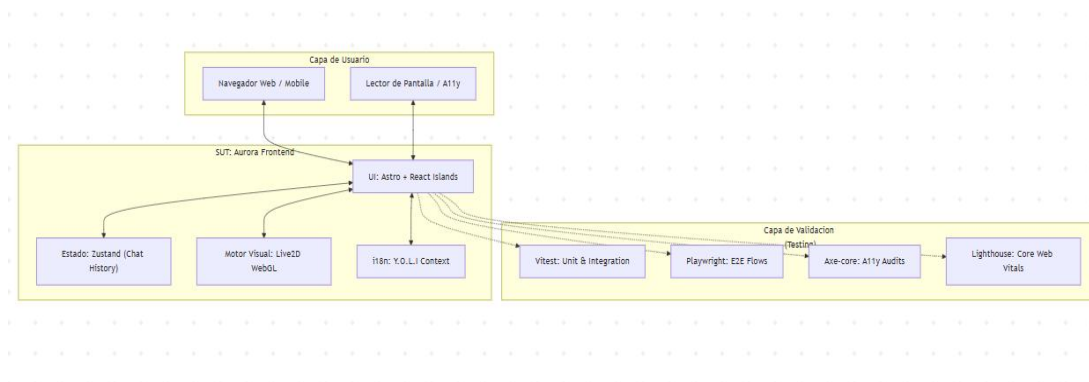 Capa de Usuario
Navegador Web / Mobile
Lector de Pantalla / A11y
SUT: Aurora Frontend
UI: Astro + React Islands
Estado: Zustand (Chat
History)
Motor Visual: Live2D
WebGL
i18n: Y.O.L.I Context
Capa de Validacion
(Testing)
Vitest: Unit & Integration
Playwright: E2E Flows
Axe-core: A11y Audits
Lighthouse: Core Web
Vitals